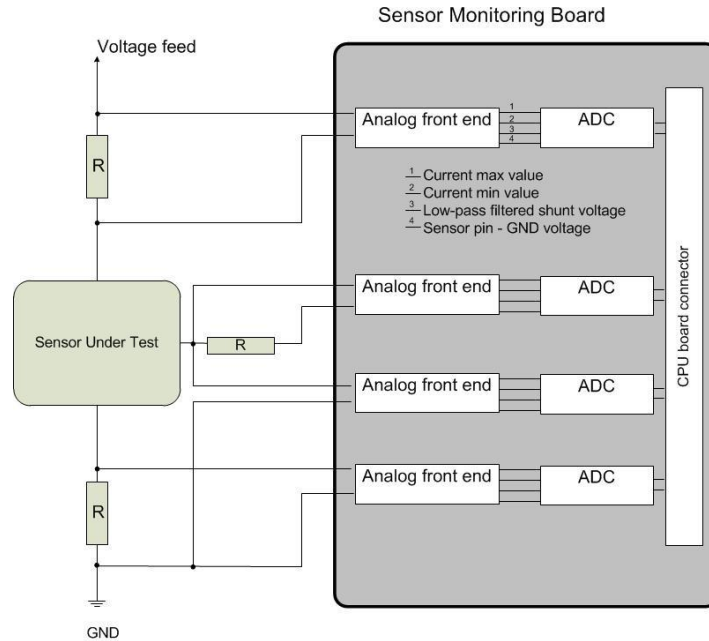 Sensor Monitoring Board
Voltage feed
Analog front end
1
2
3
4
ADC
R
1 Current max value
2 Current min value
3 Low-pass filtered shunt voltage
4 Sensor pin - GND voltage
Analog front end
ADC
Sensor Under Test
R
CPU board connector
Analog front end
ADC
Analog front end
ADC
R
GND